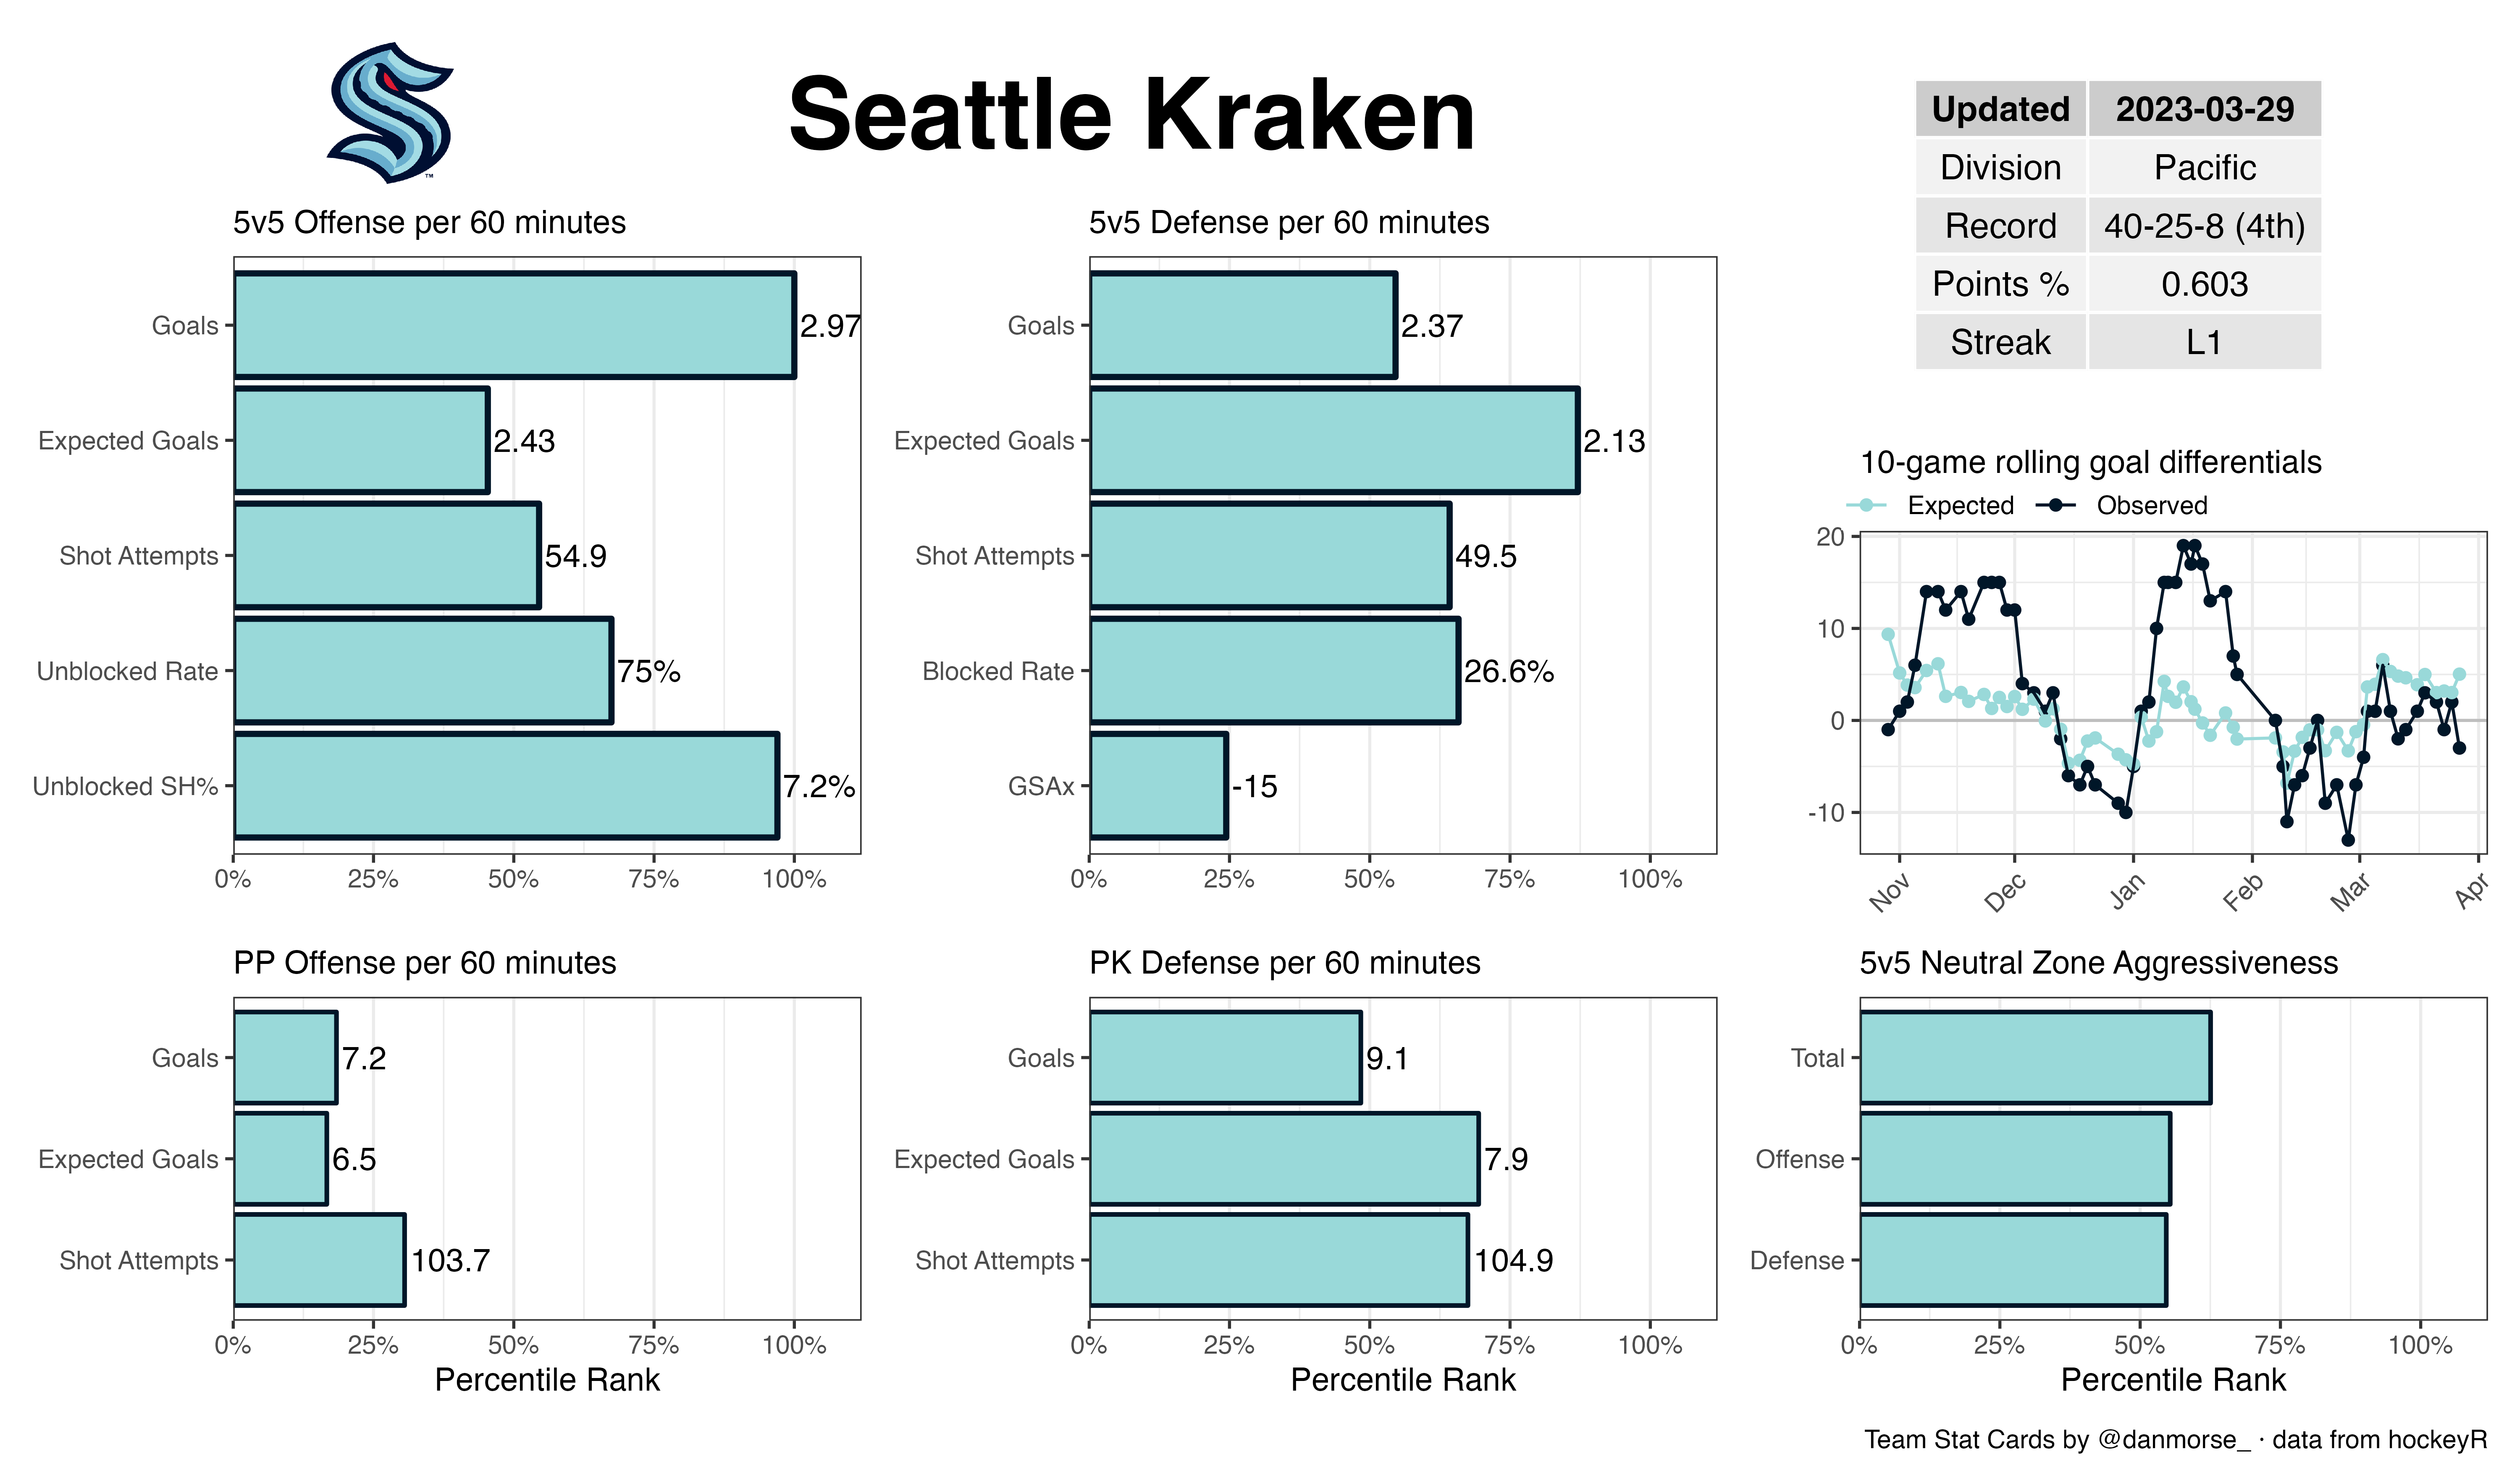 Seattle Kraken
™
Updated 2023-03-29
Division Pacific
Record 40-25-8 (4th)
Points % 0.603
Streak L1
5v5 Offense per 60 minutes
Goals 2.97
Expected Goals 2.43
Shot Attempts 54.9
Unblocked Rate 75%
Unblocked SH% 7.2%
0% 25% 50% 75% 100%
5v5 Defense per 60 minutes
Goals 2.37
Expected Goals 2.13
Shot Attempts 49.5
Blocked Rate 26.6%
GSAx -15
0% 25% 50% 75% 100%
10-game rolling goal differentials
Expected Observed
20
10
0
-10
Nov Dec Jan Feb Mar Apr
PP Offense per 60 minutes
Goals 7.2
Expected Goals 6.5
Shot Attempts 103.7
0% 25% 50% 75% 100%
Percentile Rank
PK Defense per 60 minutes
Goals 9.1
Expected Goals 7.9
Shot Attempts 104.9
0% 25% 50% 75% 100%
Percentile Rank
5v5 Neutral Zone Aggressiveness
Total
Offense
Defense
0% 25% 50% 75% 100%
Percentile Rank
Team Stat Cards by @danmorse_ · data from hockeyR